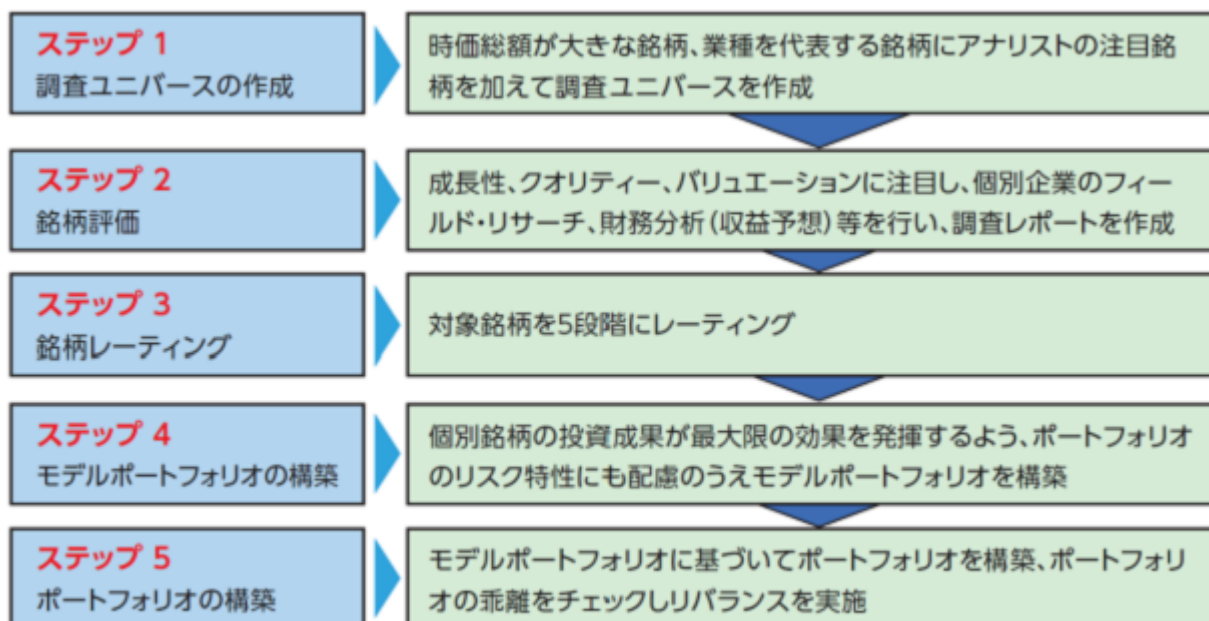 ステップ 1
調査ユニバースの作成
時価総額が大きな銘柄、業種を代表する銘柄にアナリストの注目銘
柄を加えて調査ユニバースを作成
ステップ 2
銘柄評価
成長性、クオリティー、バリュエーションに注目し、個別企業のフィー
ルド・リサーチ、財務分析(収益予想)等を行い、調査レポートを作成
ステップ 3
銘柄レーティング
対象銘柄を5段階にレーティング
ステップ 4
モデルポートフォリオの構築
個別銘柄の投資成果が最大限の効果を発揮するよう、ポートフォリオ
のリスク特性にも配慮のうえモデルポートフォリオを構築
ステップ 5
ポートフォリオの構築
モデルポートフォリオに基づいてポートフォリオを構築、ポートフォリ
オの乖離をチェックしリバランスを実施